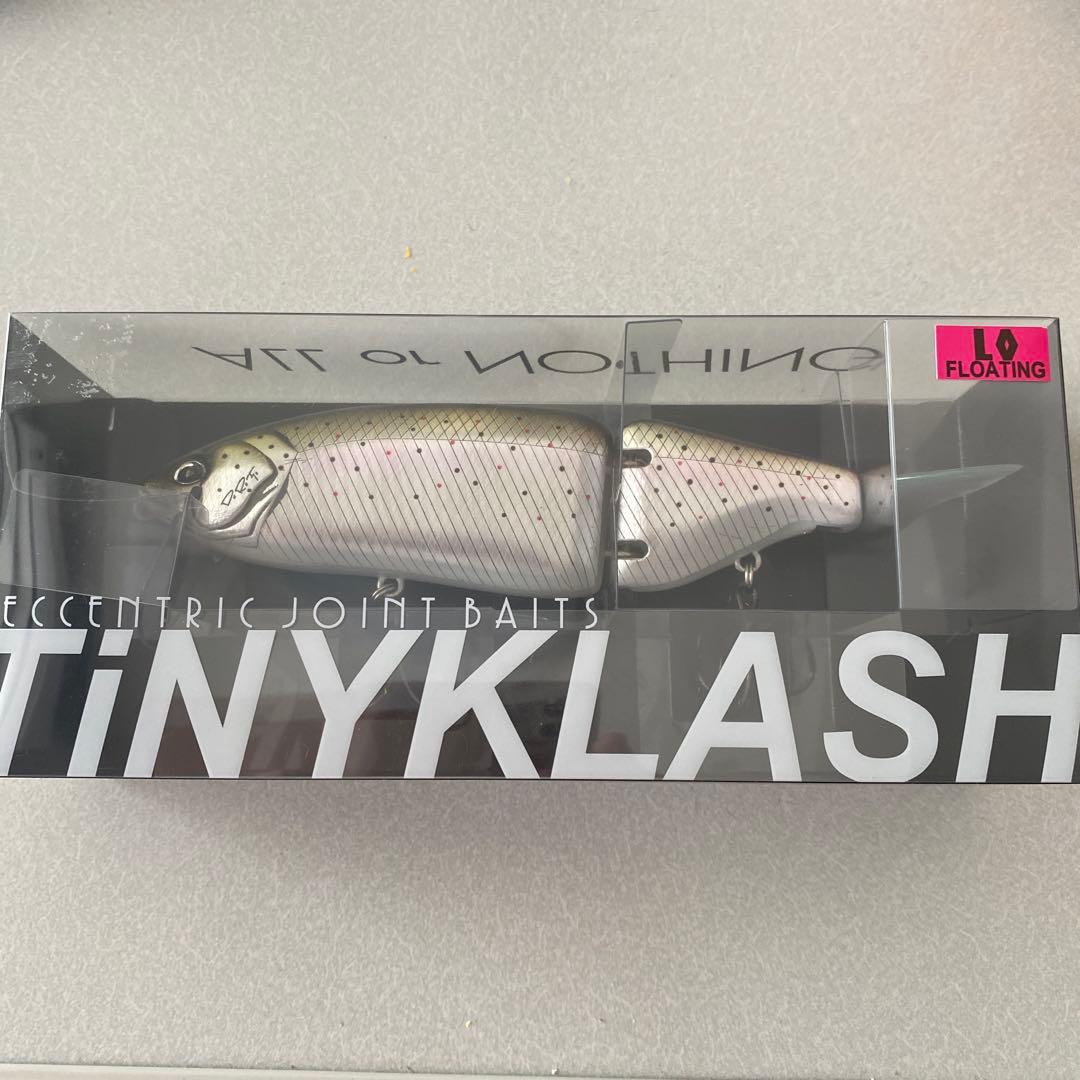 ALL or NOTHING
LO
FLOATING
D.R.T.
ECCENTRIC JOINT BAITS
TiNYKLASH